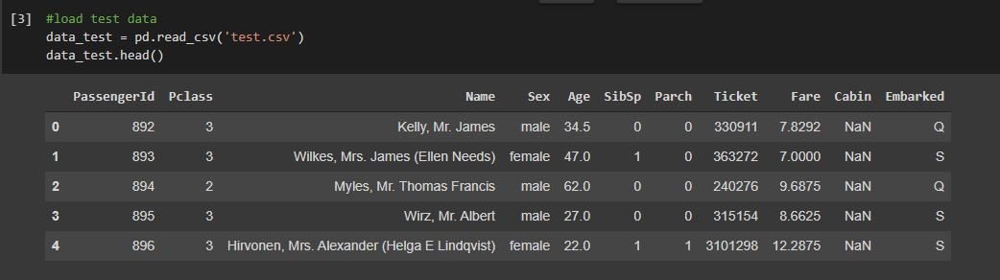 [3] #load test data
data_test = pd.read_csv('test.csv')
data_test.head()
PassengerId Pclass Name Sex Age SibSp Parch Ticket Fare Cabin Embarked
0 892 3 Kelly, Mr. James male 34.5 0 0 330911 7.8292 NaN Q
1 893 3 Wilkes, Mrs. James (Ellen Needs) female 47.0 1 0 363272 7.0000 NaN S
2 894 2 Myles, Mr. Thomas Francis male 62.0 0 0 240276 9.6875 NaN Q
3 895 3 Wirz, Mr. Albert male 27.0 0 0 315154 8.6625 NaN S
4 896 3 Hirvonen, Mrs. Alexander (Helga E Lindqvist) female 22.0 1 1 3101298 12.2875 NaN S